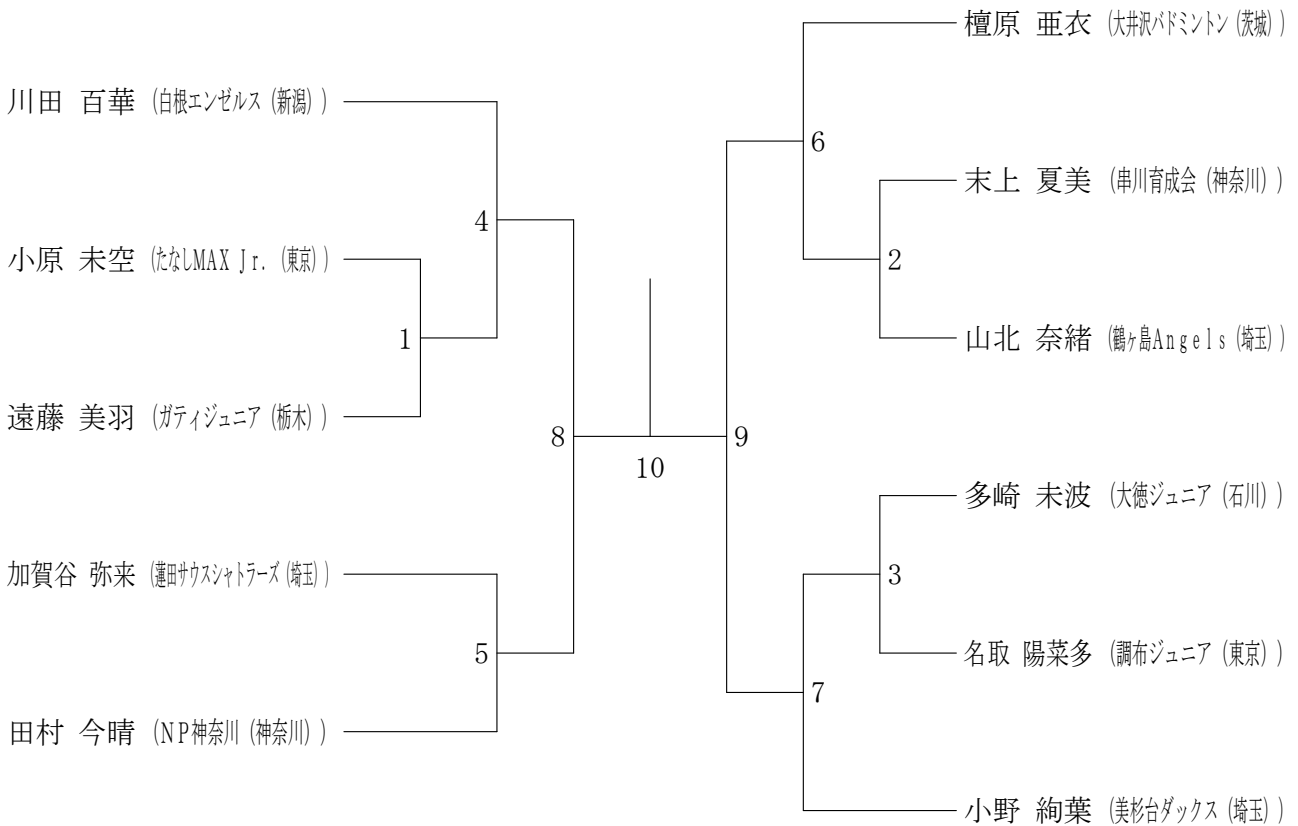 川田 百華 (白根エンゼルス (新潟) )
4
小原 未空 (たなしMAX Jr. (東京) )
1
遠藤 美羽 (ガティジュニア (栃木) )
8
加賀谷 弥来 (蓮田サウスシャトラーズ (埼玉) )
5
田村 今晴 (NP神奈川 (神奈川) )
10
檀原 亜衣 (大井沢バドミントン (茨城) )
6
末上 夏美 (串川育成会 (神奈川) )
2
山北 奈緒 (鶴ヶ島Angels (埼玉) )
9
多崎 未波 (大徳ジュニア (石川) )
3
名取 陽菜多 (調布ジュニア (東京) )
7
小野 絢葉 (美杉台ダックス (埼玉) )